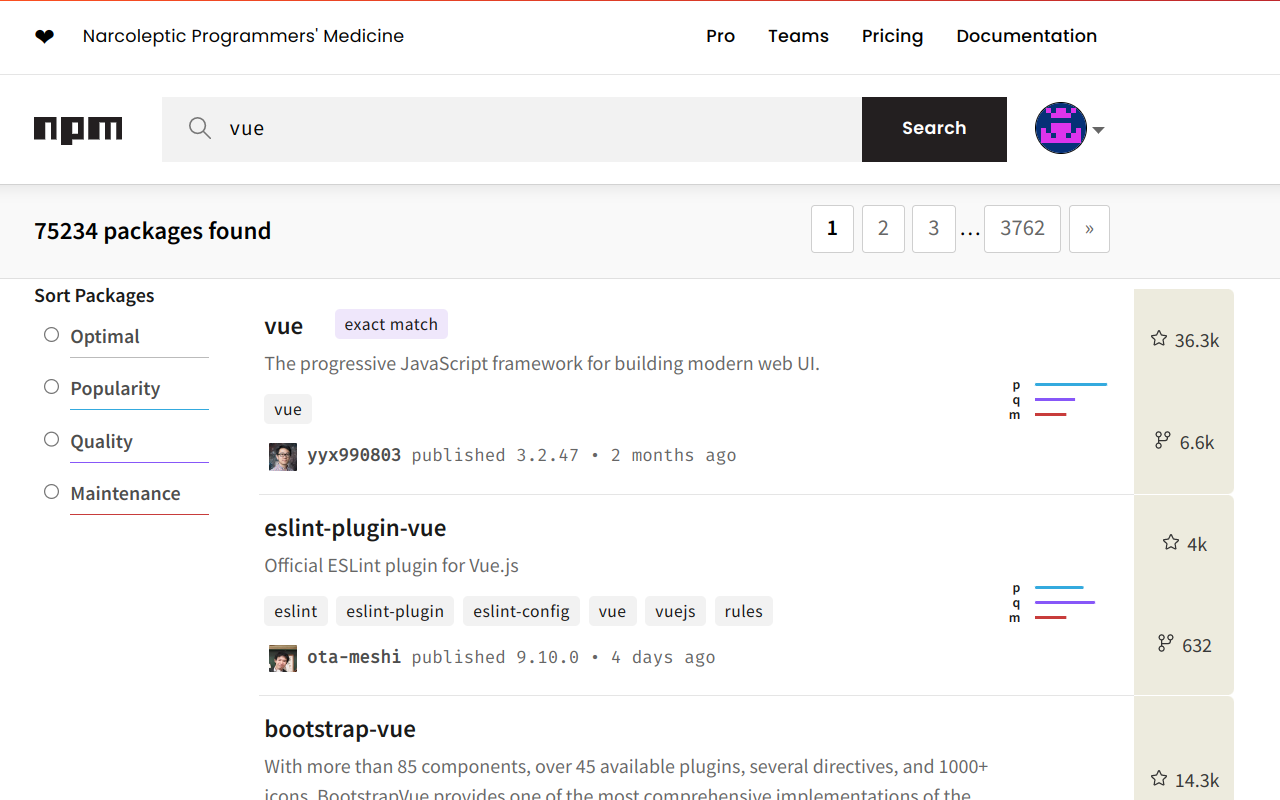 ❤ Narcoleptic Programmers' Medicine Pro Teams Pricing Documentation
npm vue Search
75234 packages found 1 2 3 ... 3762 »
Sort Packages
Optimal
Popularity
Quality
Maintenance
vue exact match
The progressive JavaScript framework for building modern web UI.
vue
yyx990803 published 3.2.47 • 2 months ago
p
q
m
36.3k
6.6k
eslint-plugin-vue
Official ESLint plugin for Vue.js
eslint eslint-plugin eslint-config vue vuejs rules
ota-meshi published 9.10.0 • 4 days ago
p
q
m
4k
632
bootstrap-vue
With more than 85 components, over 45 available plugins, several directives, and 1000+
icons, BootstrapVue provides one of the most comprehensive implementations of the
14.3k